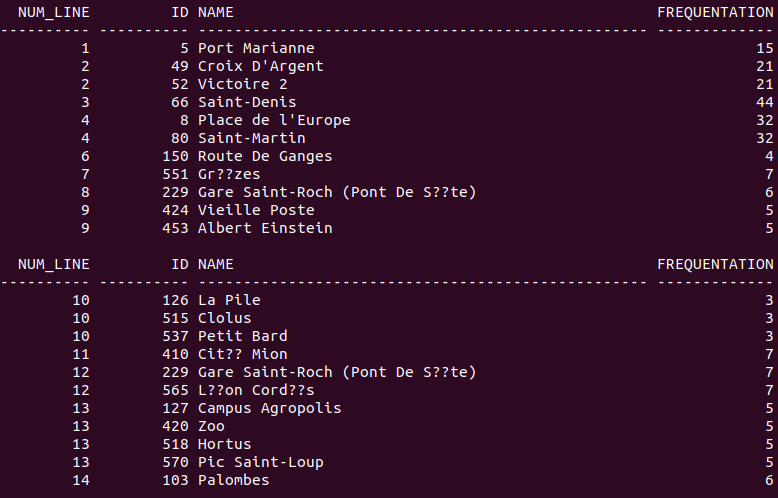 NUM_LINE ID NAME FREQUENTATION
---------- ---------- -------------------------------------------------- -------------
1 5 Port Marianne 15
2 49 Croix D'Argent 21
2 52 Victoire 2 21
3 66 Saint-Denis 44
4 8 Place de l'Europe 32
4 80 Saint-Martin 32
6 150 Route De Ganges 4
7 551 Gr??zes 7
8 229 Gare Saint-Roch (Pont De S??te) 6
9 424 Vieille Poste 5
9 453 Albert Einstein 5
NUM_LINE ID NAME FREQUENTATION
---------- ---------- -------------------------------------------------- -------------
10 126 La Pile 3
10 515 Clolus 3
10 537 Petit Bard 3
11 410 Cit?? Mion 7
12 229 Gare Saint-Roch (Pont De S??te) 7
12 565 L??on Cord??s 7
13 127 Campus Agropolis 5
13 420 Zoo 5
13 518 Hortus 5
13 570 Pic Saint-Loup 5
14 103 Palombes 6